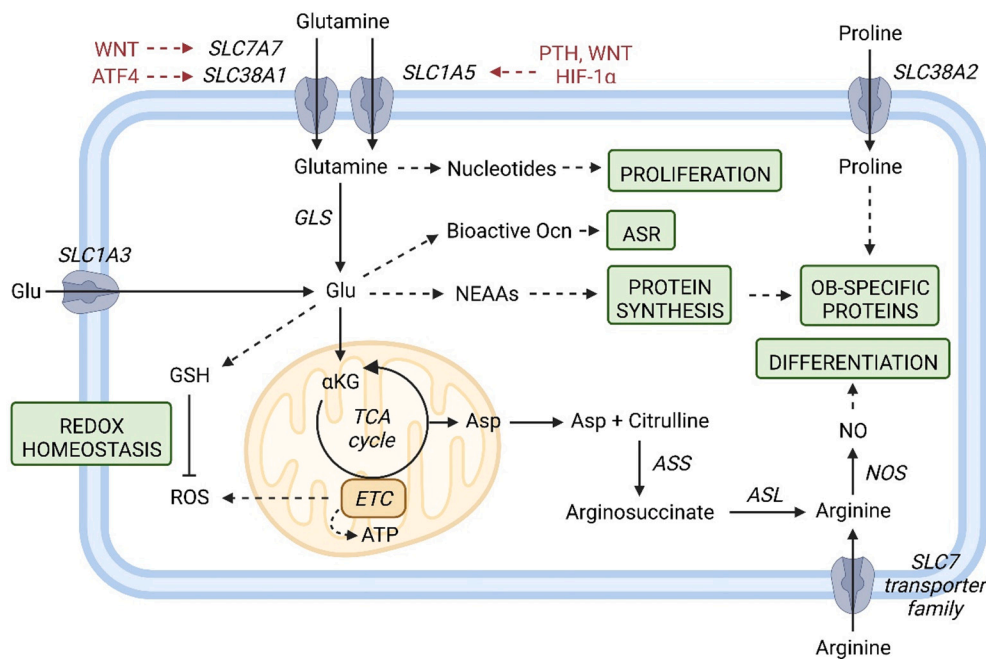 Glutamine
WNT
SLC7A7
ATF4
SLC38A1
SLC1A5
PTH, WNT
HIF-1α
Proline
SLC38A2
Glutamine
Nucleotides
PROLIFERATION
Proline
GLS
Bioactive Ocn
ASR
SLC1A3
Glu
Glu
NEAAs
PROTEIN
SYNTHESIS
OB-SPECIFIC
PROTEINS
DIFFERENTIATION
GSH
αKG
REDOX
HOMEOSTASIS
TCA
cycle
Asp
Asp + Citrulline
NO
ASS
NOS
ROS
ETC
ATP
Arginosuccinate
ASL
Arginine
SLC7
transporter
family
Arginine